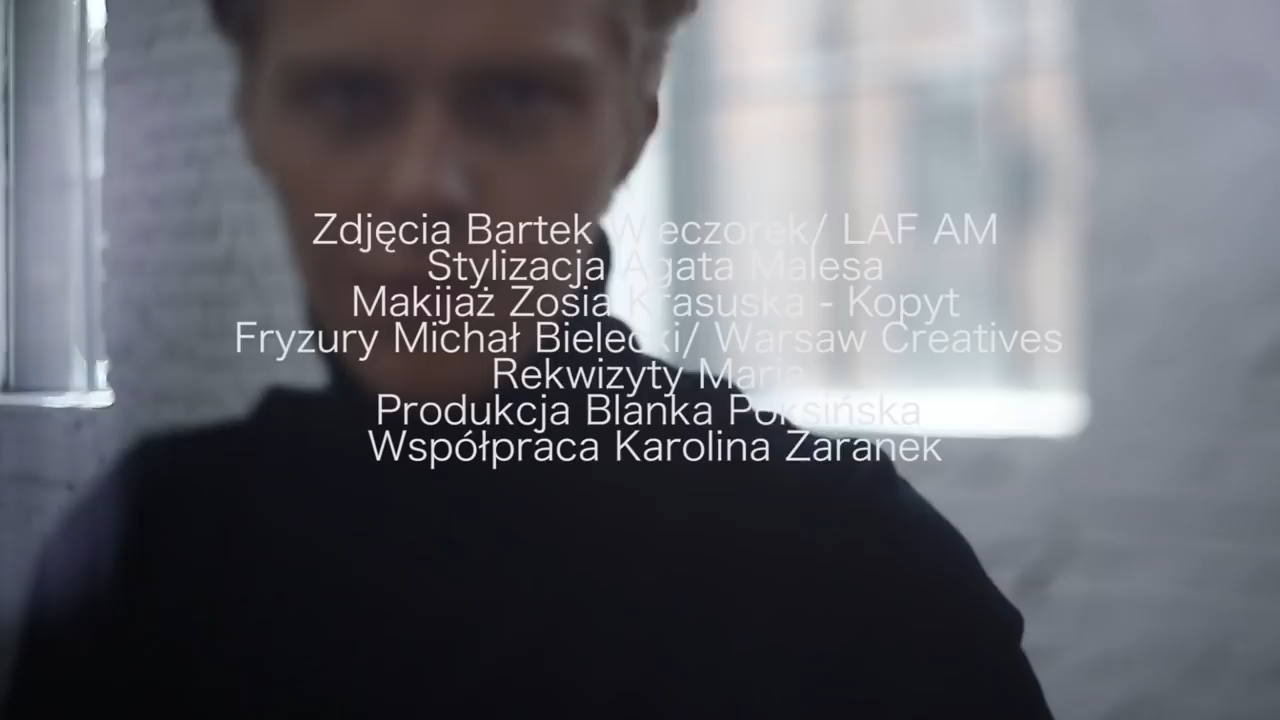 Zdjęcia Bartek Wieczorek/ LAF AM
Stylizacja Agata Malesa
Makijaż Zosia Krasuska - Kopyt
Fryzury Michał Bielecki/ Warsaw Creatives
Rekwizyty Maria
Produkcja Blanka Poksińska
Współpraca Karolina Zaranek